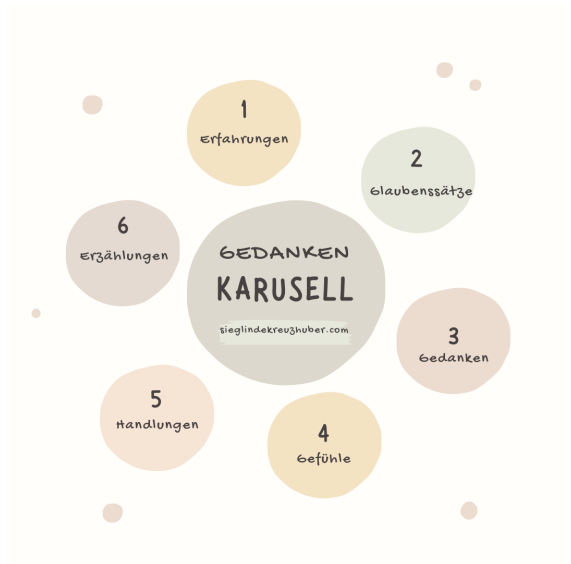 GEDANKEN
KARUSELL
sieglindekreuzhuber.com
1
Erfahrungen
2
Glaubenssätze
3
Gedanken
4
Gefühle
5
Handlungen
6
Erzählungen